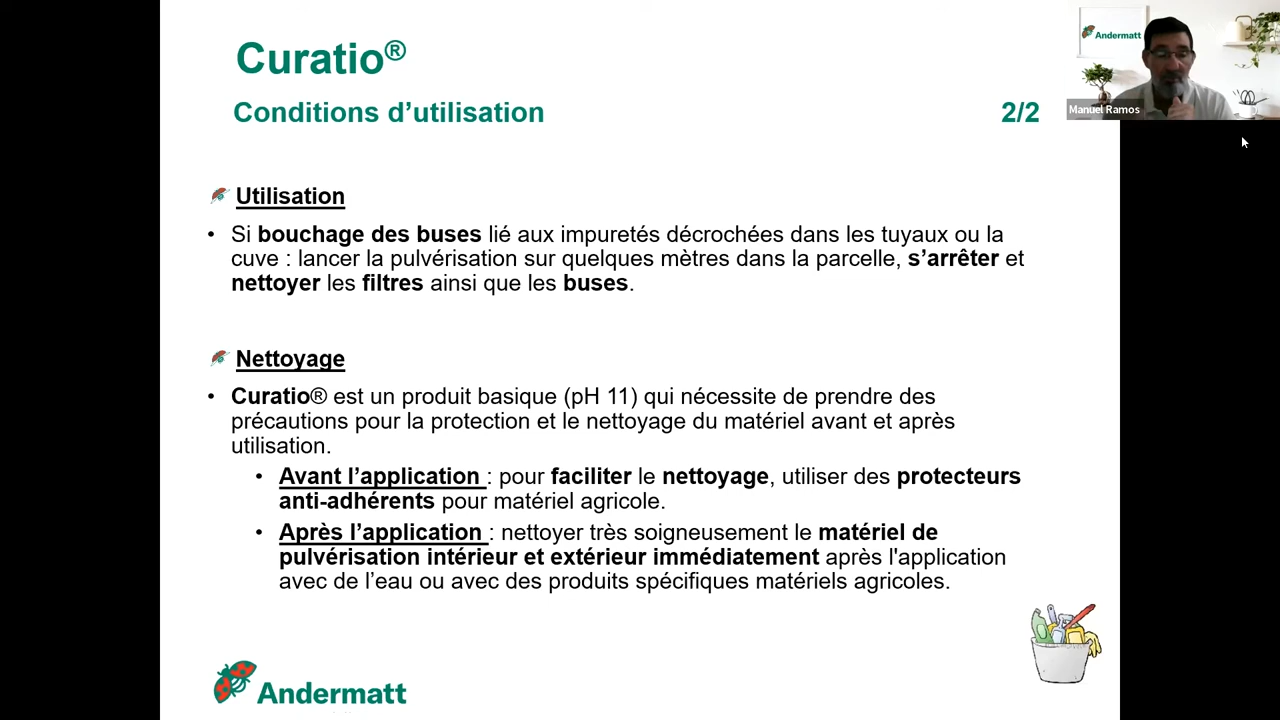 Curatio®
Conditions d’utilisation
2/2
Andermatt
Manuel Ramos
Utilisation
• Si bouchage des buses lié aux impuretés décrochées dans les tuyaux ou la
cuve : lancer la pulvérisation sur quelques mètres dans la parcelle, s’arrêter et
nettoyer les filtres ainsi que les buses.
Nettoyage
• Curatio® est un produit basique (pH 11) qui nécessite de prendre des
précautions pour la protection et le nettoyage du matériel avant et après
utilisation.
• Avant l’application : pour faciliter le nettoyage, utiliser des protecteurs
anti-adhérents pour matériel agricole.
• Après l’application : nettoyer très soigneusement le matériel de
pulvérisation intérieur et extérieur immédiatement après l'application
avec de l’eau ou avec des produits spécifiques matériels agricoles.
Andermatt